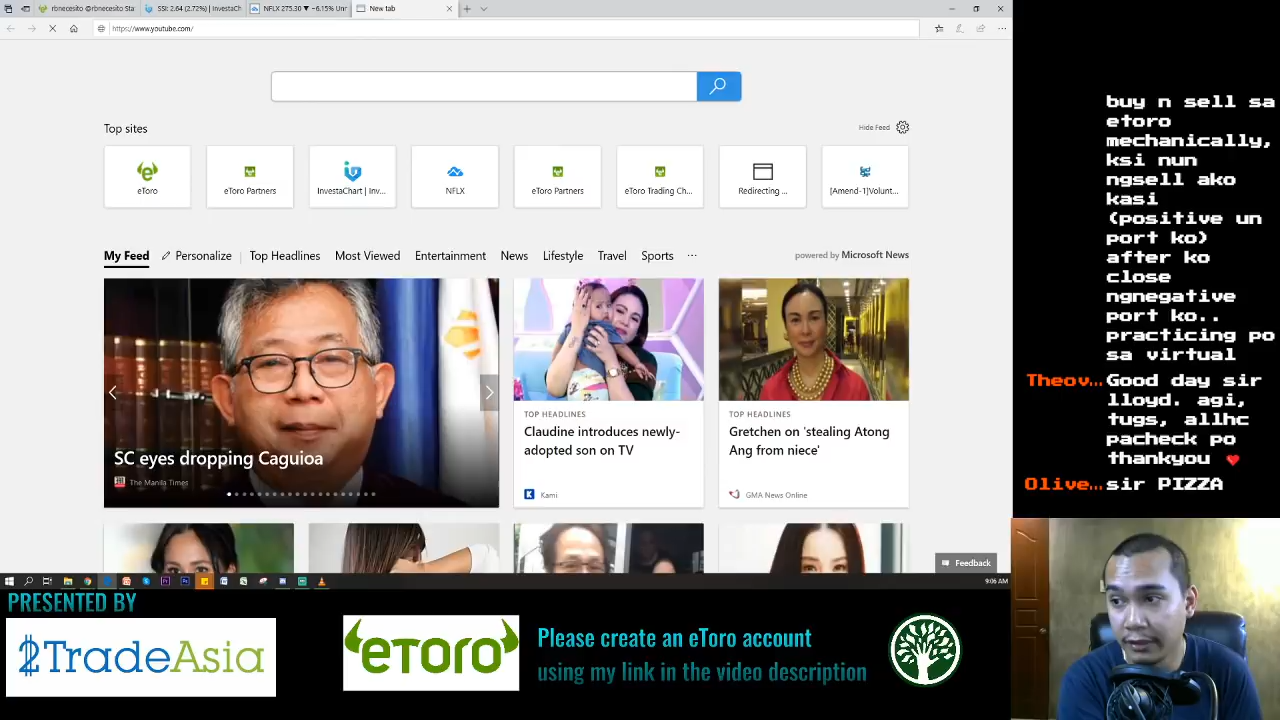 rbnecesito @rbnecesito Sta
SSI: 2.64 (2.72%) | InvestaCh
NFLX 275.30 ▼ −6.15% Unr
New tab
https://www.youtube.com/
Top sites
Hide Feed
eToro
eToro Partners
InvestaChart | Inv...
NFLX
eToro Partners
eToro Trading Ch...
Redirecting ...
[Amend-1]Volunt...
My Feed
Personalize
Top Headlines
Most Viewed
Entertainment
News
Lifestyle
Travel
Sports
...
powered by Microsoft News
SC eyes dropping Caguioa
The Manila Times
TOP HEADLINES
Claudine introduces newly-
adopted son on TV
Kami
TOP HEADLINES
Gretchen on 'stealing Atong
Ang from niece'
GMA News Online
Feedback
9:06 AM
buy n sell sa
etoro
mechanically,
ksi nun
ngsell ako
kasi
(positive un
port ko)
after ko
close
ngnegative
port ko..
practicing po
sa virtual
Theov... Good day sir
lloyd. agi,
tugs, allhc
pacheck po
thankyou ❤
Olive... sir PIZZA
PRESENTED BY
2TradeAsia
eToro
Please create an eToro account
using my link in the video description